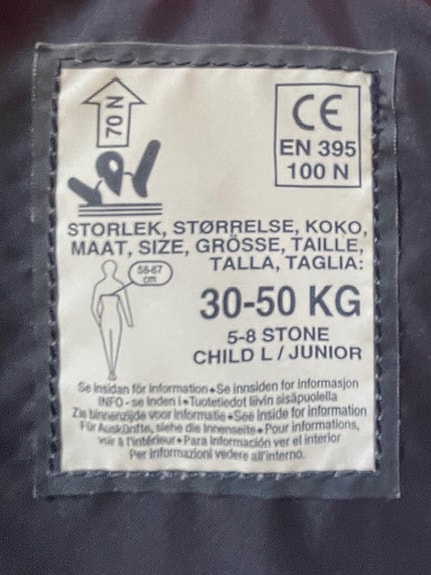 70 N
CE
EN 395
100 N
STORLEK, STØRRELSE, KOKO,
MAAT, SIZE, GRÖSSE, TAILLE,
TALLA, TAGLIA:
58-87
cm
30-50 KG
5-8 STONE
CHILD L / JUNIOR
Se insidan för information • Se innsiden for informasjon
INFO - se inden i • Tuotetiedot liivin sisäpuolella
Zie binnenzijde voor informatie • See inside for information
Für Auskünfte, siehe die Innenseite • Pour informations,
voir à l'intérieur • Para información ver el interior
Per informazioni vedere all'interno.